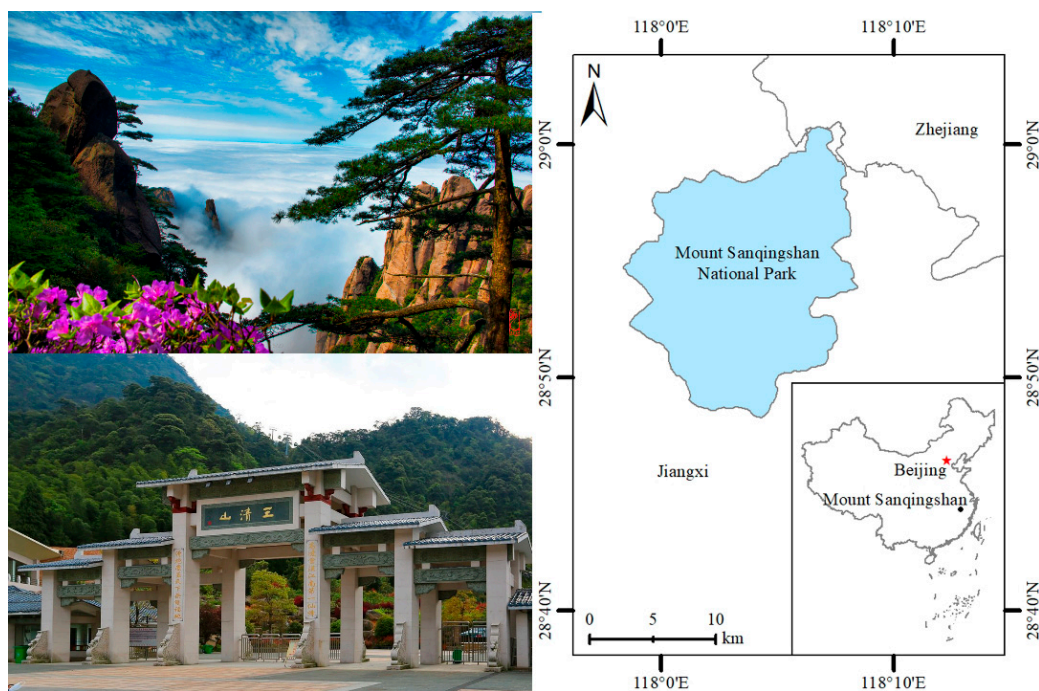 118°0'E
118°10'E
N
Zhejiang
29°0'N
29°0'N
Mount Sanqingshan
National Park
28°50'N
28°50'N
Jiangxi
Beijing
Mount Sanqingshan
28°40'N
28°40'N
0 5 10
km
118°0'E
118°10'E
三清山